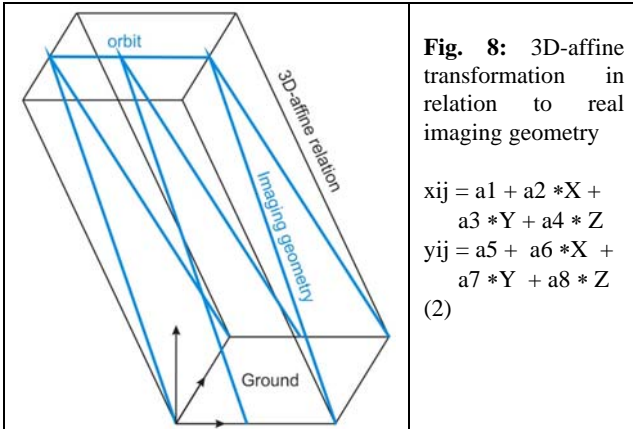 orbit
3D-affine relation
Imaging geometry
Ground
Fig. 8: 3D-affine
transformation in
relation to real
imaging geometry
xij = a1 + a2 *X +
a3 *Y + a4 * Z
yij = a5 + a6 *X +
a7 *Y + a8 * Z
(2)